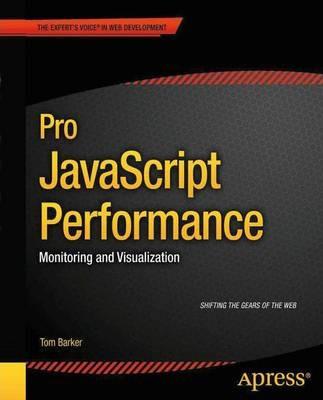 THE EXPERT'S VOICE® IN WEB DEVELOPMENT
Pro
JavaScript
Performance
Monitoring and Visualization
SHIFTING THE GEARS OF THE WEB
Tom Barker
Apress®